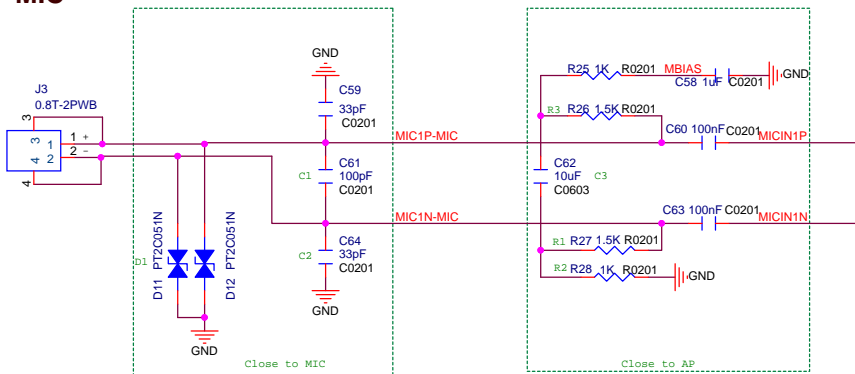 MIC
GND
J3
0.8T-2PWB
C59
33pF
C0201
R25 1K R0201
MBIAS
C58 1uF C0201
GND
R3
R26 1.5K R0201
3
3 1
4 2
1 +
2 -
4
MIC1P-MIC
C60 100nF C0201
MICIN1P
C1
C61
100pF
C0201
C62
10uF
C0603
C3
MIC1N-MIC
C63 100nF C0201
MICIN1N
C2
C64
33pF
C0201
R1
R27 1.5K R0201
R2
R28 1K R0201
GND
D1
D11 PT2C051N
D12 PT2C051N
GND
GND
Close to MIC
Close to AP